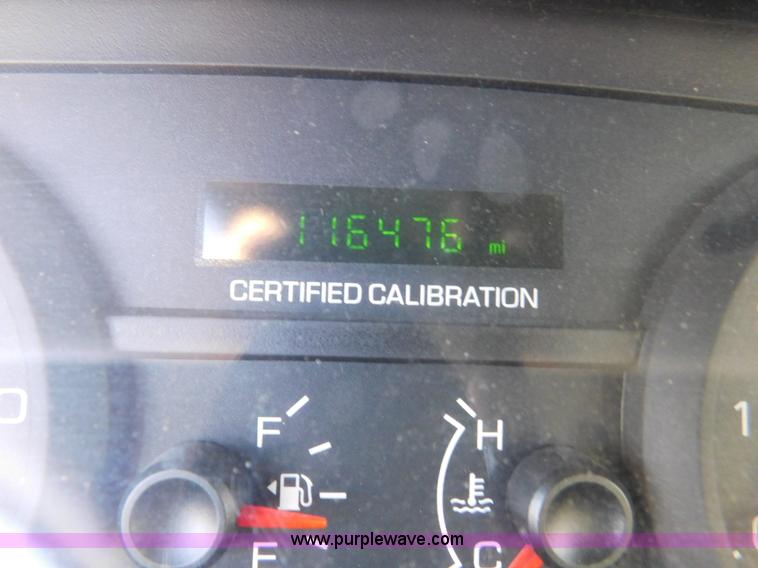 116476 mi
CERTIFIED CALIBRATION
F H
E C
www.purplewave.com